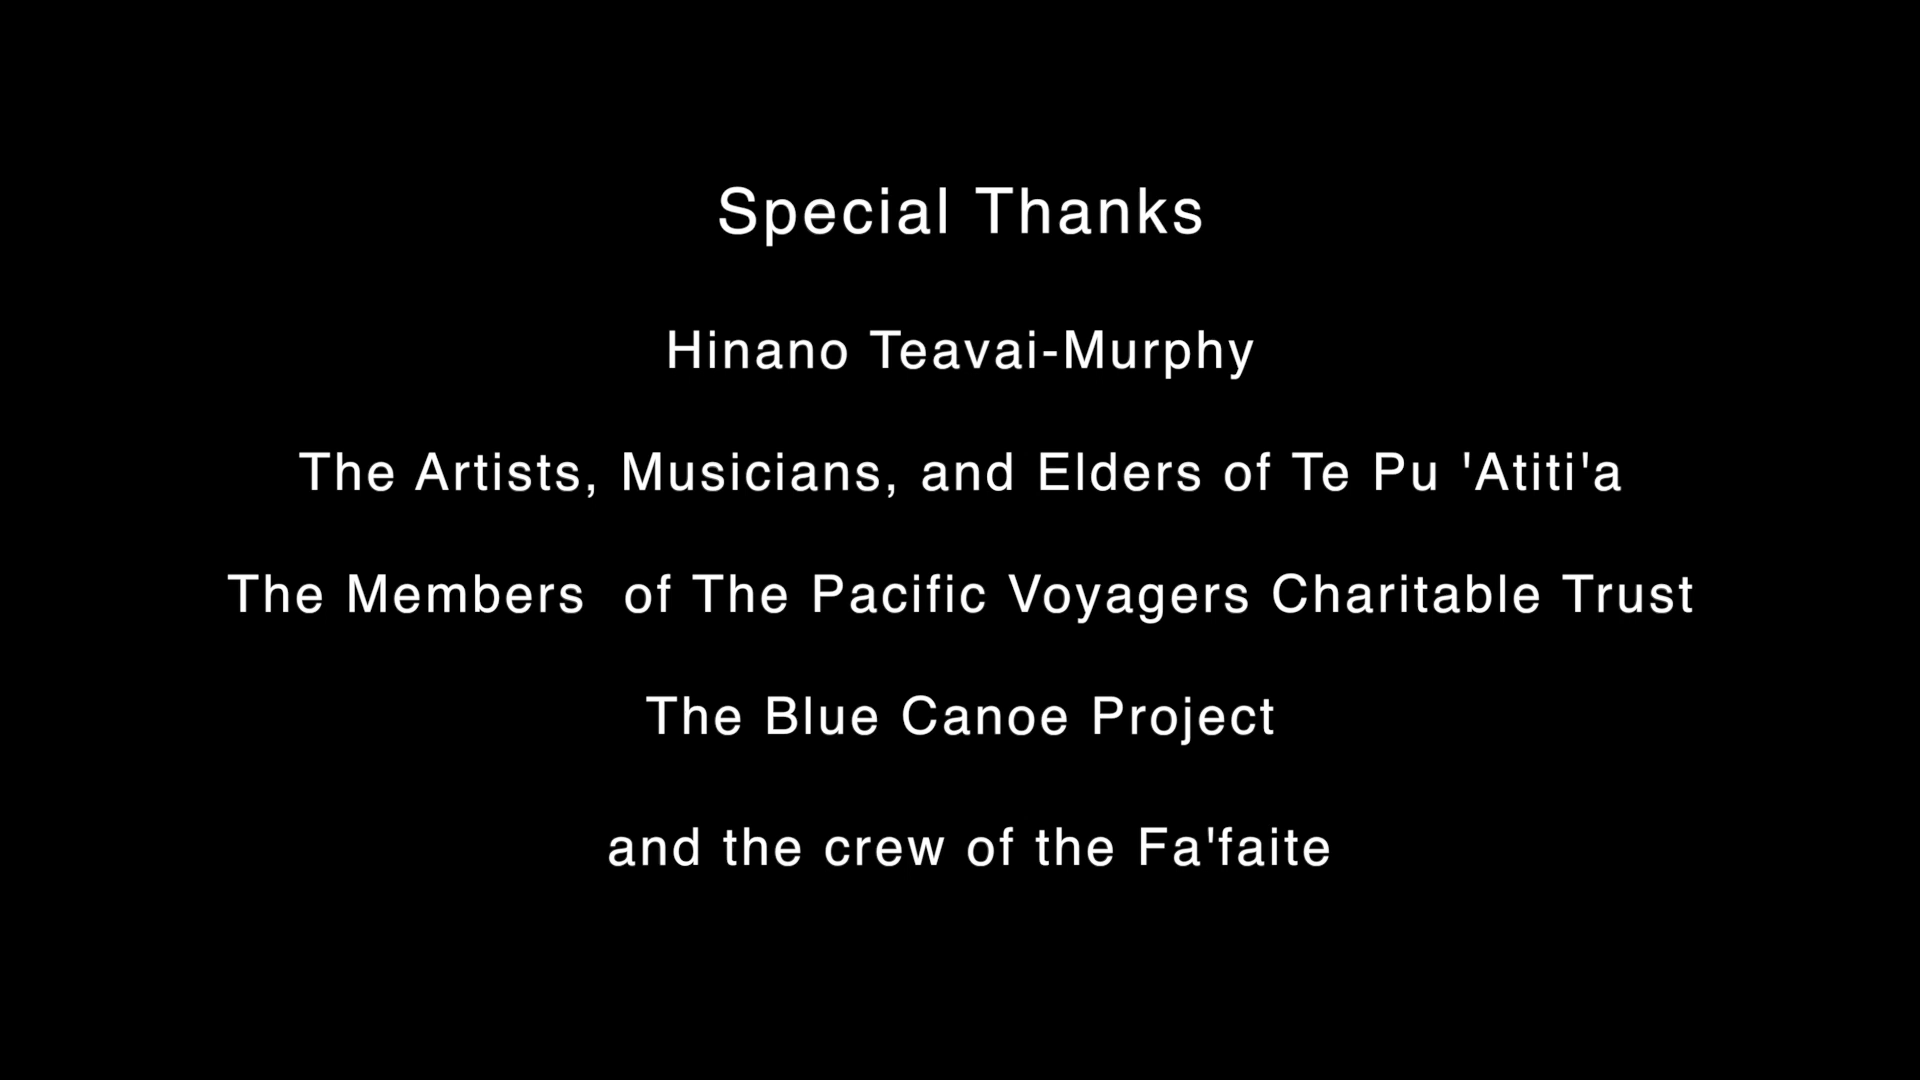 Special Thanks
Hinano Teavai-Murphy
The Artists, Musicians, and Elders of Te Pu 'Atiti'a
The Members  of The Pacific Voyagers Charitable Trust
The Blue Canoe Project
and the crew of the Fa'faite